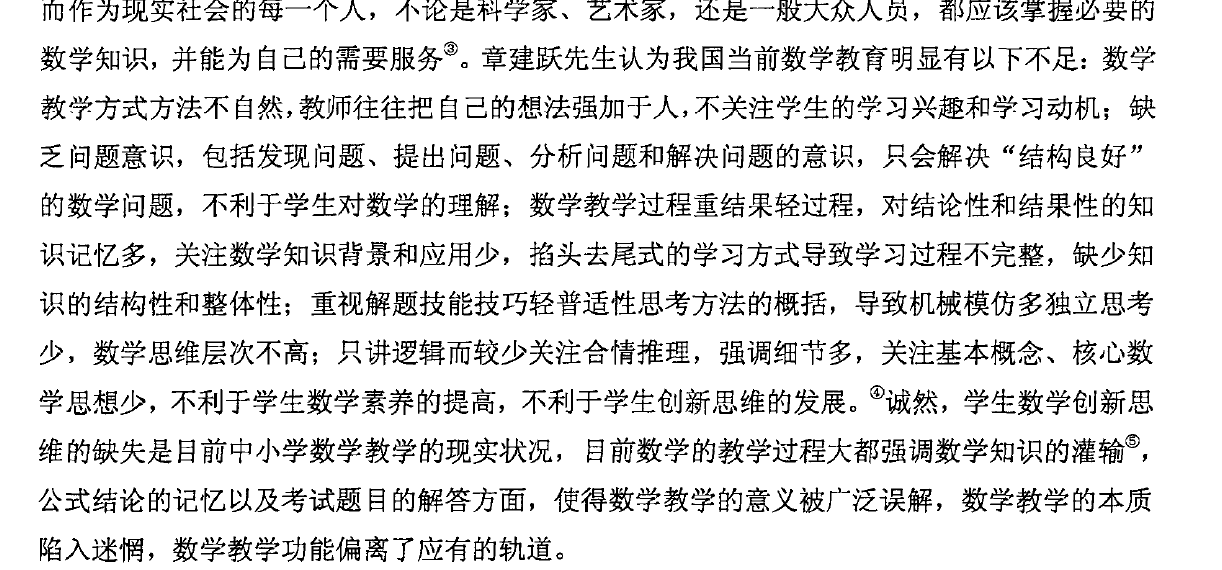 而作为现实社会的每一个人，不论是科学家、艺术家，还是一般大众人员，都应该掌握必要的
数学知识，并能为自己的需要服务③。章建跃先生认为我国当前数学教育明显有以下不足：数学
教学方式方法不自然，教师往往把自己的想法强加于人，不关注学生的学习兴趣和学习动机；缺
乏问题意识，包括发现问题、提出问题、分析问题和解决问题的意识，只会解决“结构良好”
的数学问题，不利于学生对数学的理解；数学教学过程重结果轻过程，对结论性和结果性的知
识记忆多，关注数学知识背景和应用少，掐头去尾式的学习方式导致学习过程不完整，缺少知
识的结构性和整体性；重视解题技能技巧轻普适性思考方法的概括，导致机械模仿多独立思考
少，数学思维层次不高；只讲逻辑而较少关注合情推理，强调细节多，关注基本概念、核心数
学思想少，不利于学生数学素养的提高，不利于学生创新思维的发展。④诚然，学生数学创新思
维的缺失是目前中小学数学教学的现实状况，目前数学的教学过程大都强调数学知识的灌输⑤，
公式结论的记忆以及考试题目的解答方面，使得数学教学的意义被广泛误解，数学教学的本质
陷入迷惘，数学教学功能偏离了应有的轨道。